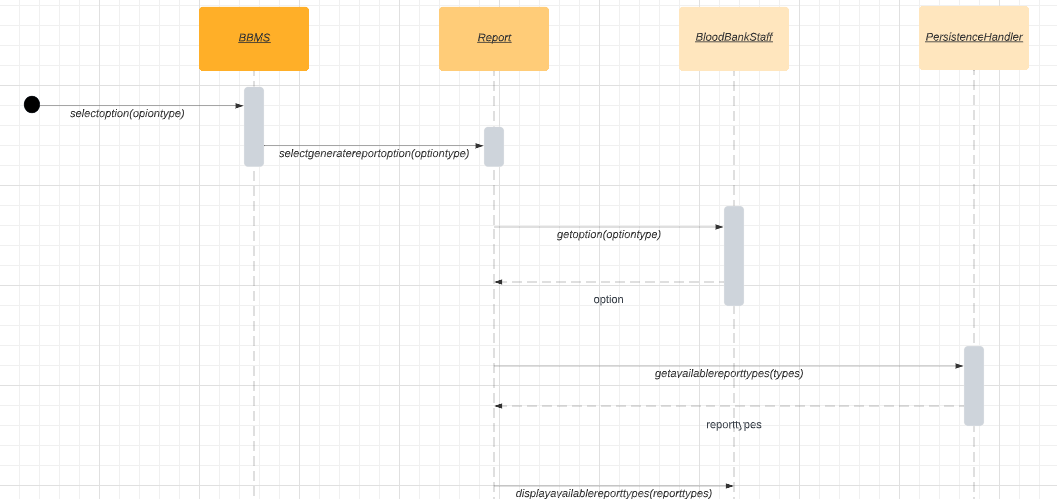 BBMS
Report
BloodBankStaff
PersistenceHandler
selectoption(opiontype)
selectgeneratereportoption(optiontype)
getoption(optiontype)
option
getavailablereporttypes(types)
reporttypes
displayavailablereporttypes(reporttypes)